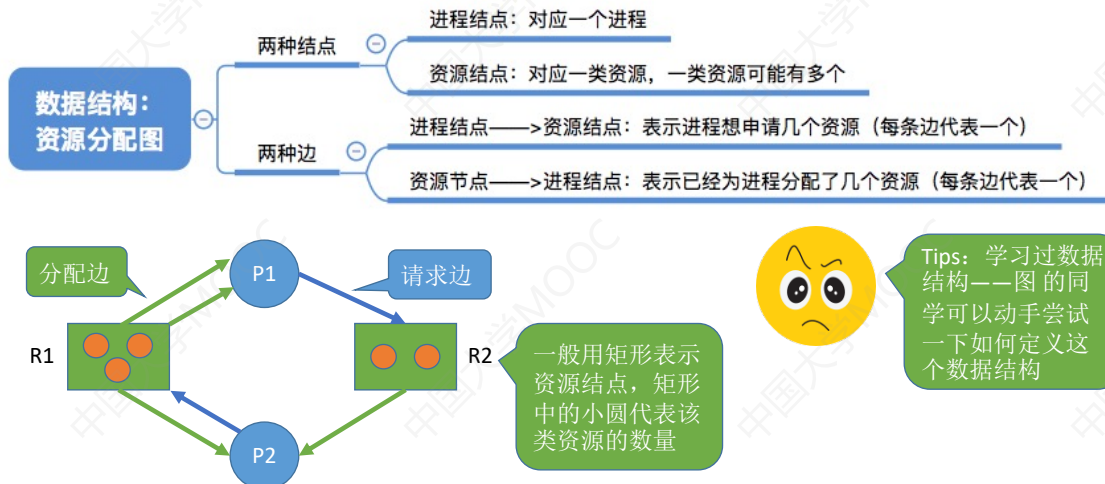 进程结点：对应一个进程
两种结点
资源结点：对应一类资源，一类资源可能有多个
数据结构：
资源分配图
进程结点——>资源结点：表示进程想申请几个资源（每条边代表一个）
两种边
资源节点——>进程结点：表示已经为进程分配了几个资源（每条边代表一个）
分配边
P1
请求边
R1
R2
P2
一般用矩形表示
资源结点，矩形
中的小圆代表该
类资源的数量
Tips：学习过数据
结构——图 的同
学可以动手尝试
一下如何定义这
个数据结构
中国大学MOOC